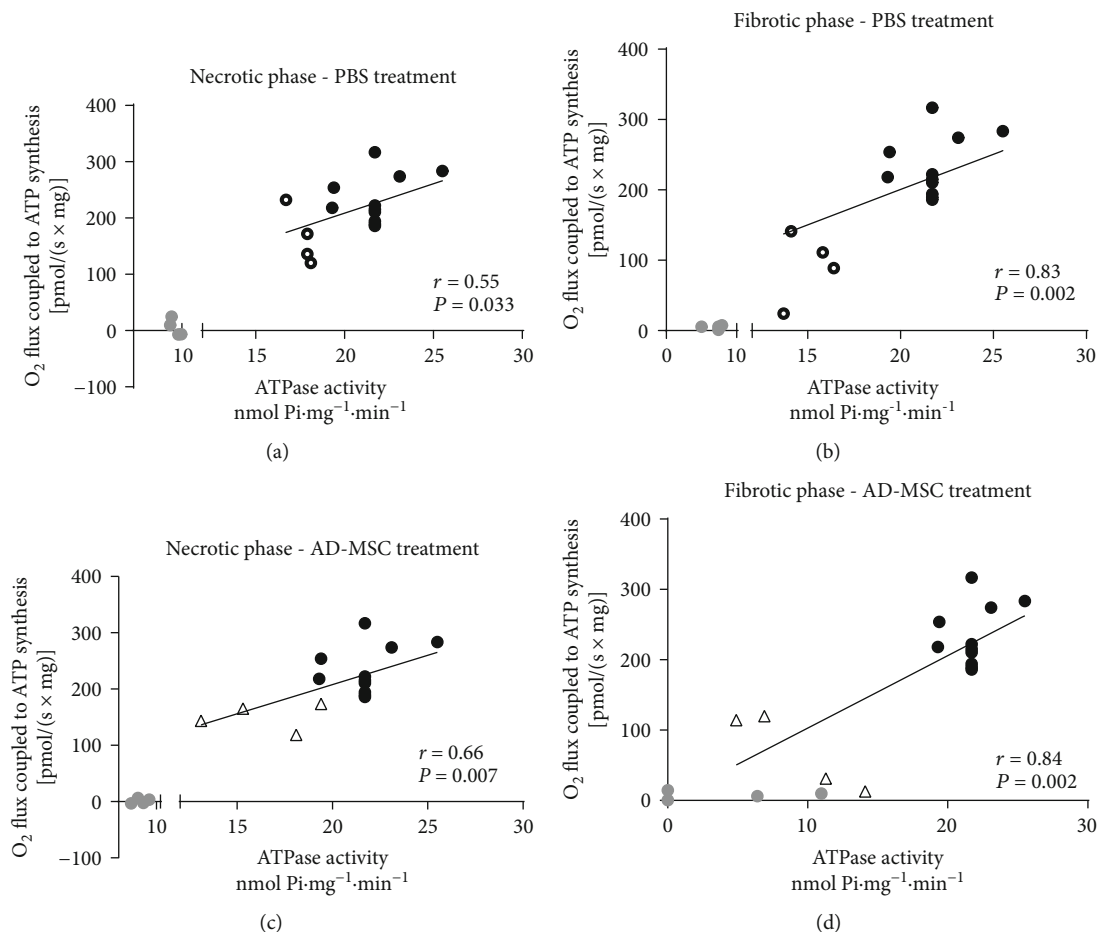 Necrotic phase - PBS treatment
O₂ flux coupled to ATP synthesis
[pmol/(s × mg)]
400
300
200
100
0
−100
10
15
20
25
30
r = 0.55
P = 0.033
ATPase activity
nmol Pi·mg⁻¹·min⁻¹
(a)
Fibrotic phase - PBS treatment
O₂ flux coupled to ATP synthesis
[pmol/(s × mg)]
400
300
200
100
0
0
10
15
20
25
30
r = 0.83
P = 0.002
ATPase activity
nmol Pi·mg-¹·min-¹
(b)
Necrotic phase - AD-MSC treatment
O₂ flux coupled to ATP synthesis
[pmol/(s × mg)]
400
300
200
100
0
−100
10
15
20
25
30
r = 0.66
P = 0.007
ATPase activity
nmol Pi·mg⁻¹·min⁻¹
(c)
Fibrotic phase - AD-MSC treatment
O₂ flux coupled to ATP synthesis
[pmol/(s × mg)]
400
300
200
100
0
0
10
20
30
r = 0.84
P = 0.002
ATPase activity
nmol Pi·mg⁻¹·min⁻¹
(d)